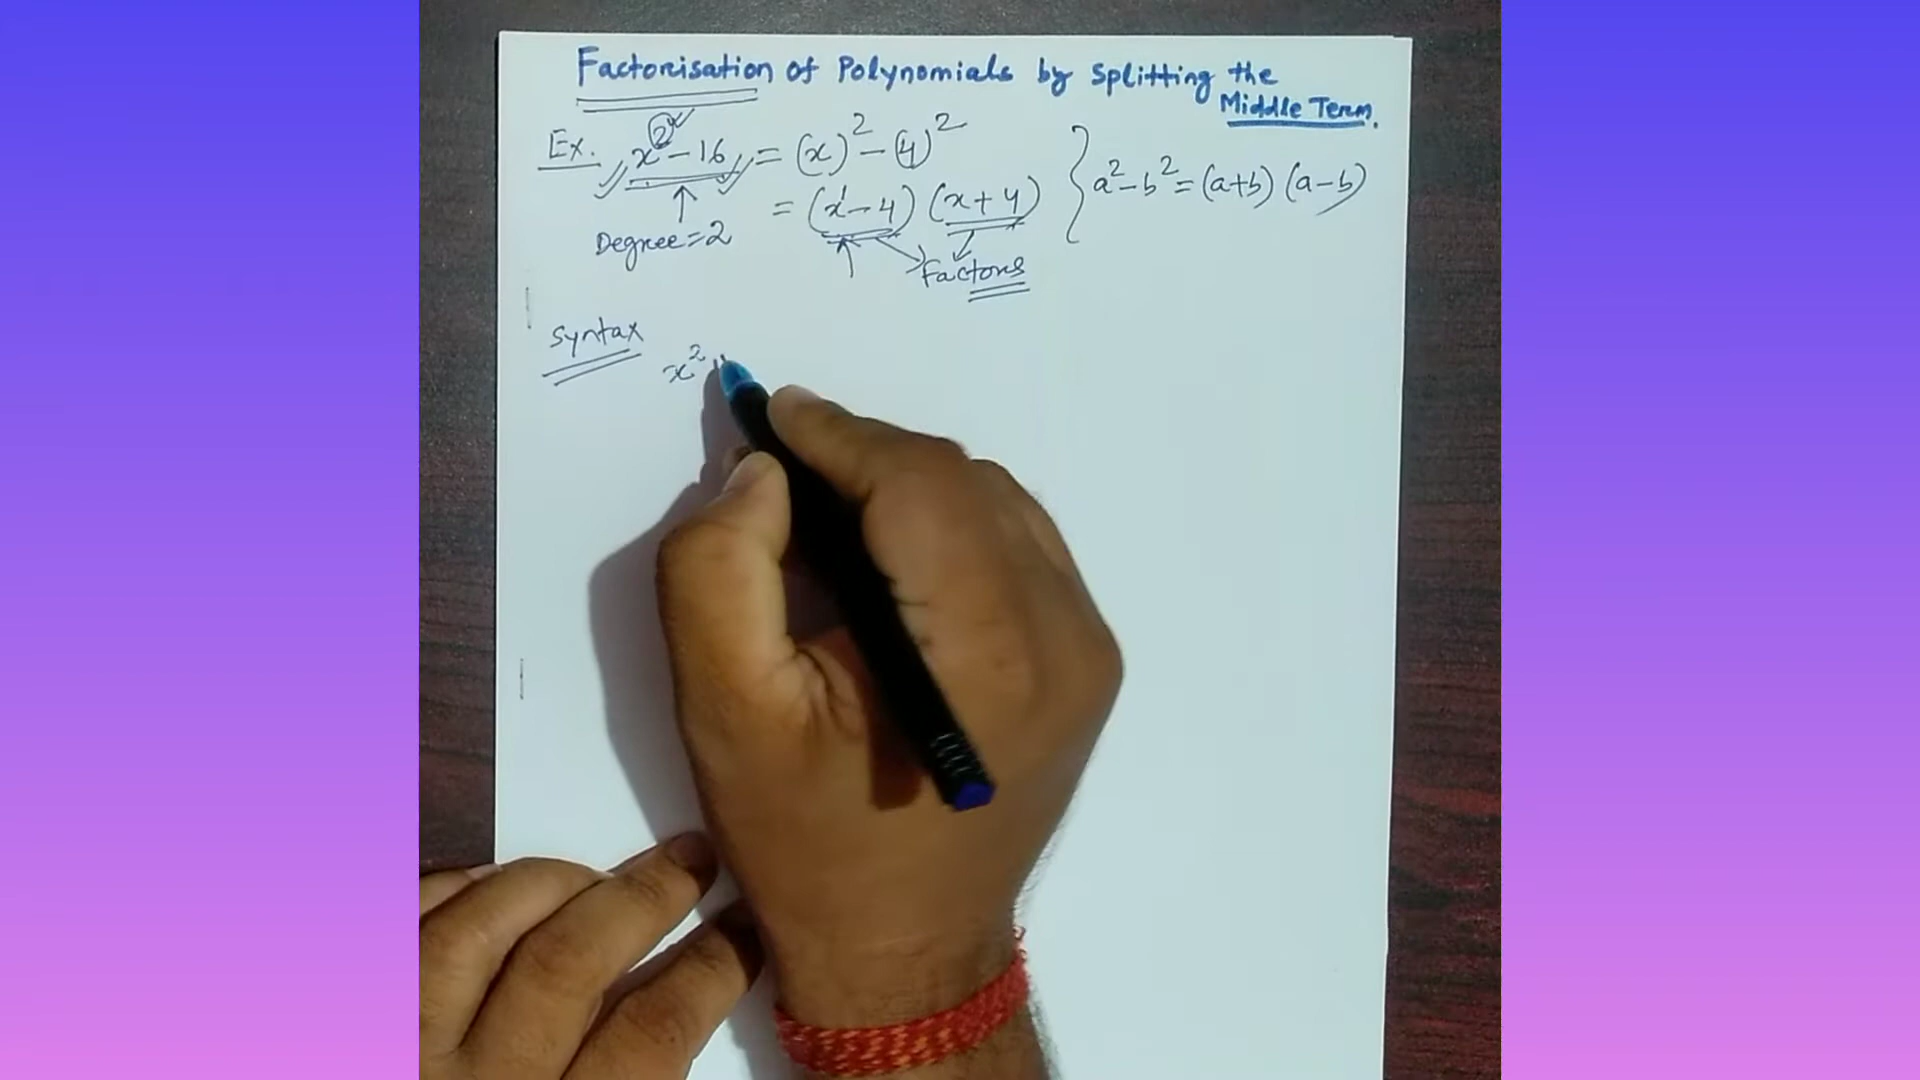 Factorisation of Polynomials by Splitting the
Middle Term.
Ex. x² - 16 = (x)² - (4)²
= (x¹ - 4) (x + 4) } a² - b² = (a+b) (a-b)
Degree = 2
Factors
Syntax
x²